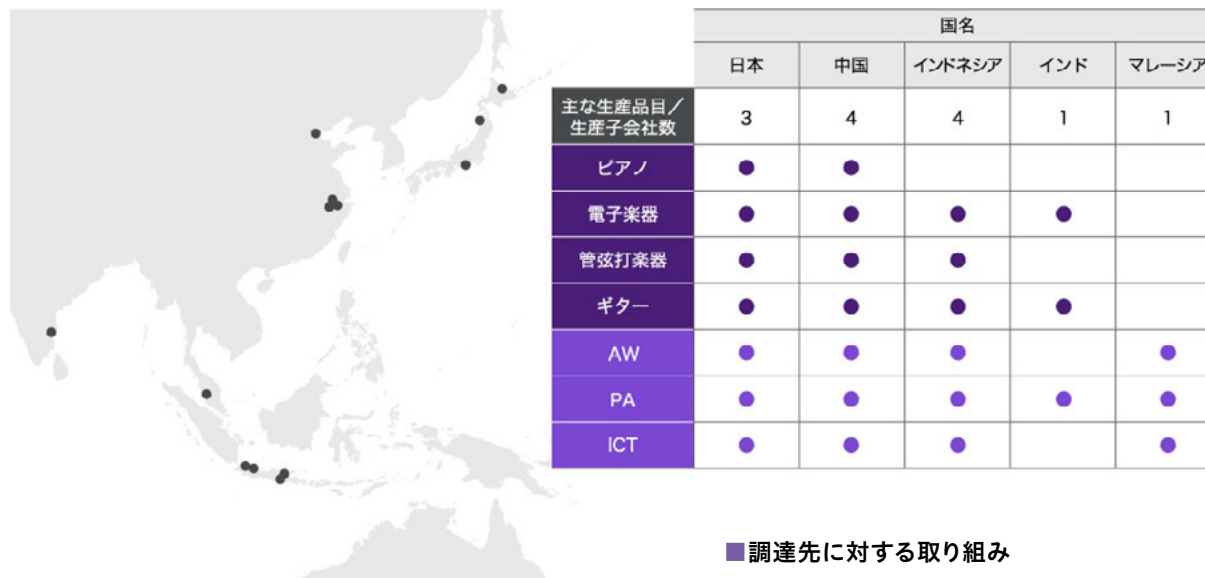 国名
日本 中国 インドネシア インド マレーシア
主な生産品目／
生産子会社数 3 4 4 1 1
ピアノ ● ●
電子楽器 ● ● ● ●
管弦打楽器 ● ● ●
ギター ● ● ● ●
AW ● ● ● ●
PA ● ● ● ● ●
ICT ● ● ● ●
■調達先に対する取り組み